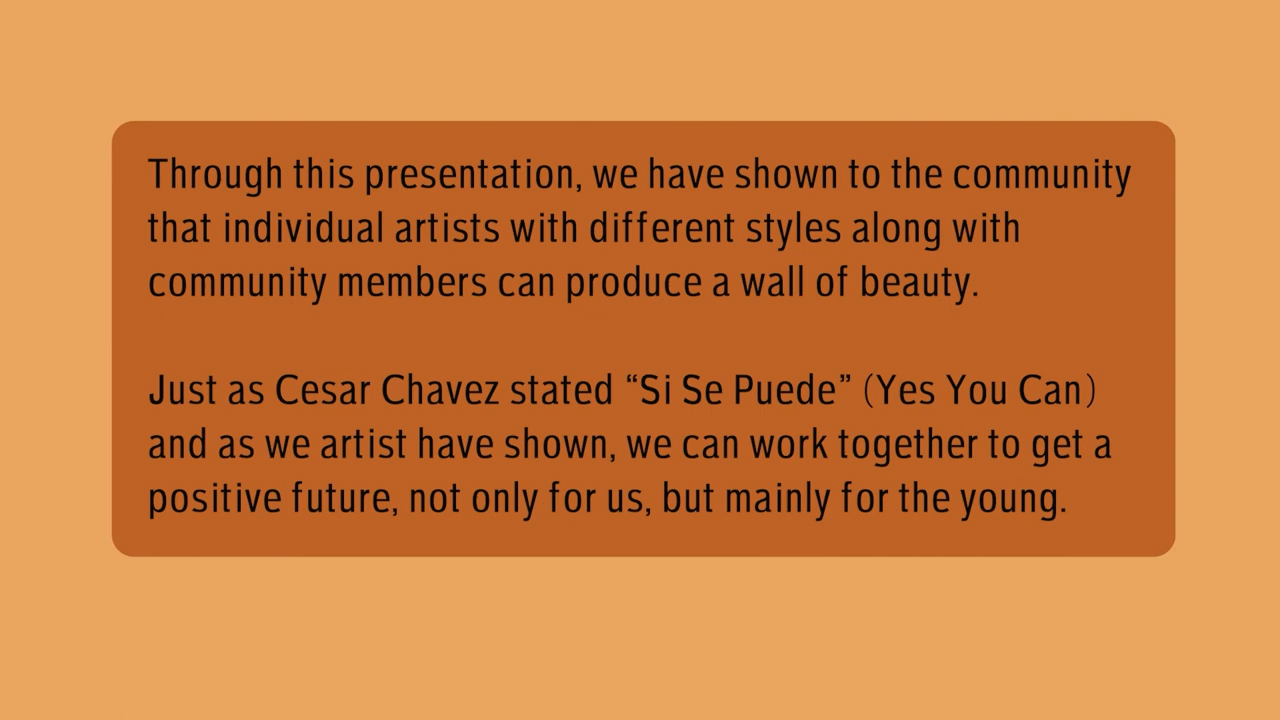 Through this presentation, we have shown to the community
that individual artists with different styles along with
community members can produce a wall of beauty.
Just as Cesar Chavez stated “Si Se Puede” (Yes You Can)
and as we artist have shown, we can work together to get a
positive future, not only for us, but mainly for the young.